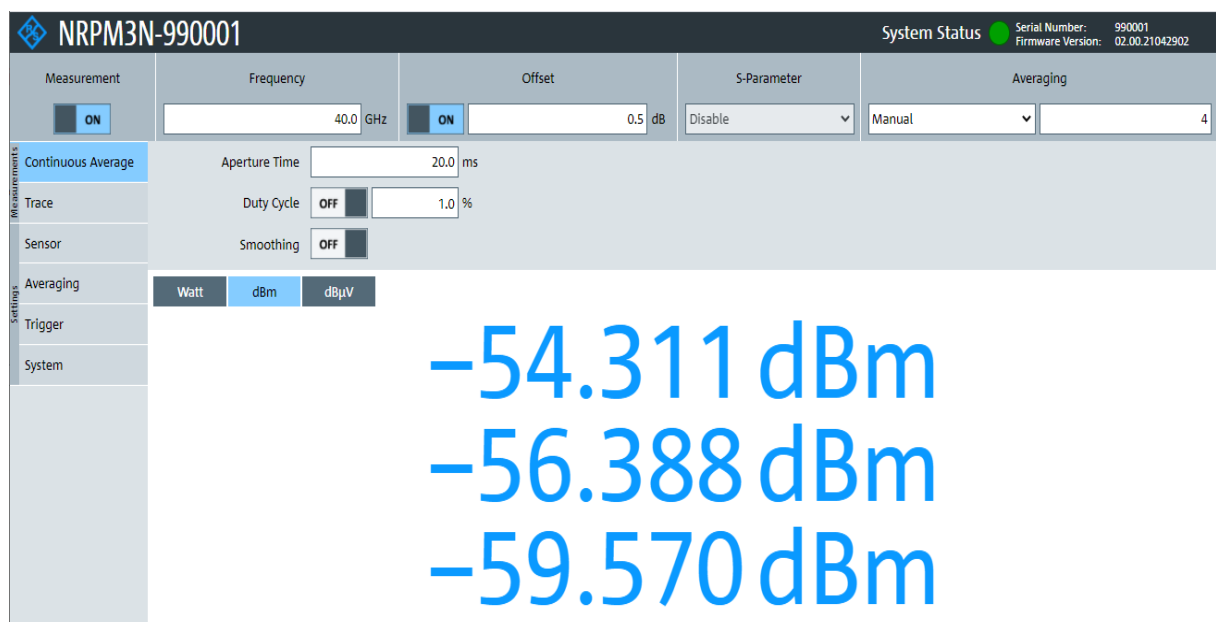 R&S NRPM3N-990001 System Status Serial Number: 990001
Firmware Version: 02.00.21042902
Measurement Frequency Offset S-Parameter Averaging
ON 40.0 GHz ON 0.5 dB Disable Manual 4
Measurements
Continuous Average
Trace
Settings
Sensor
Averaging
Trigger
System
Aperture Time 20.0 ms
Duty Cycle OFF 1.0 %
Smoothing OFF
Watt dBm dBµV
−54.311 dBm
−56.388 dBm
−59.570 dBm